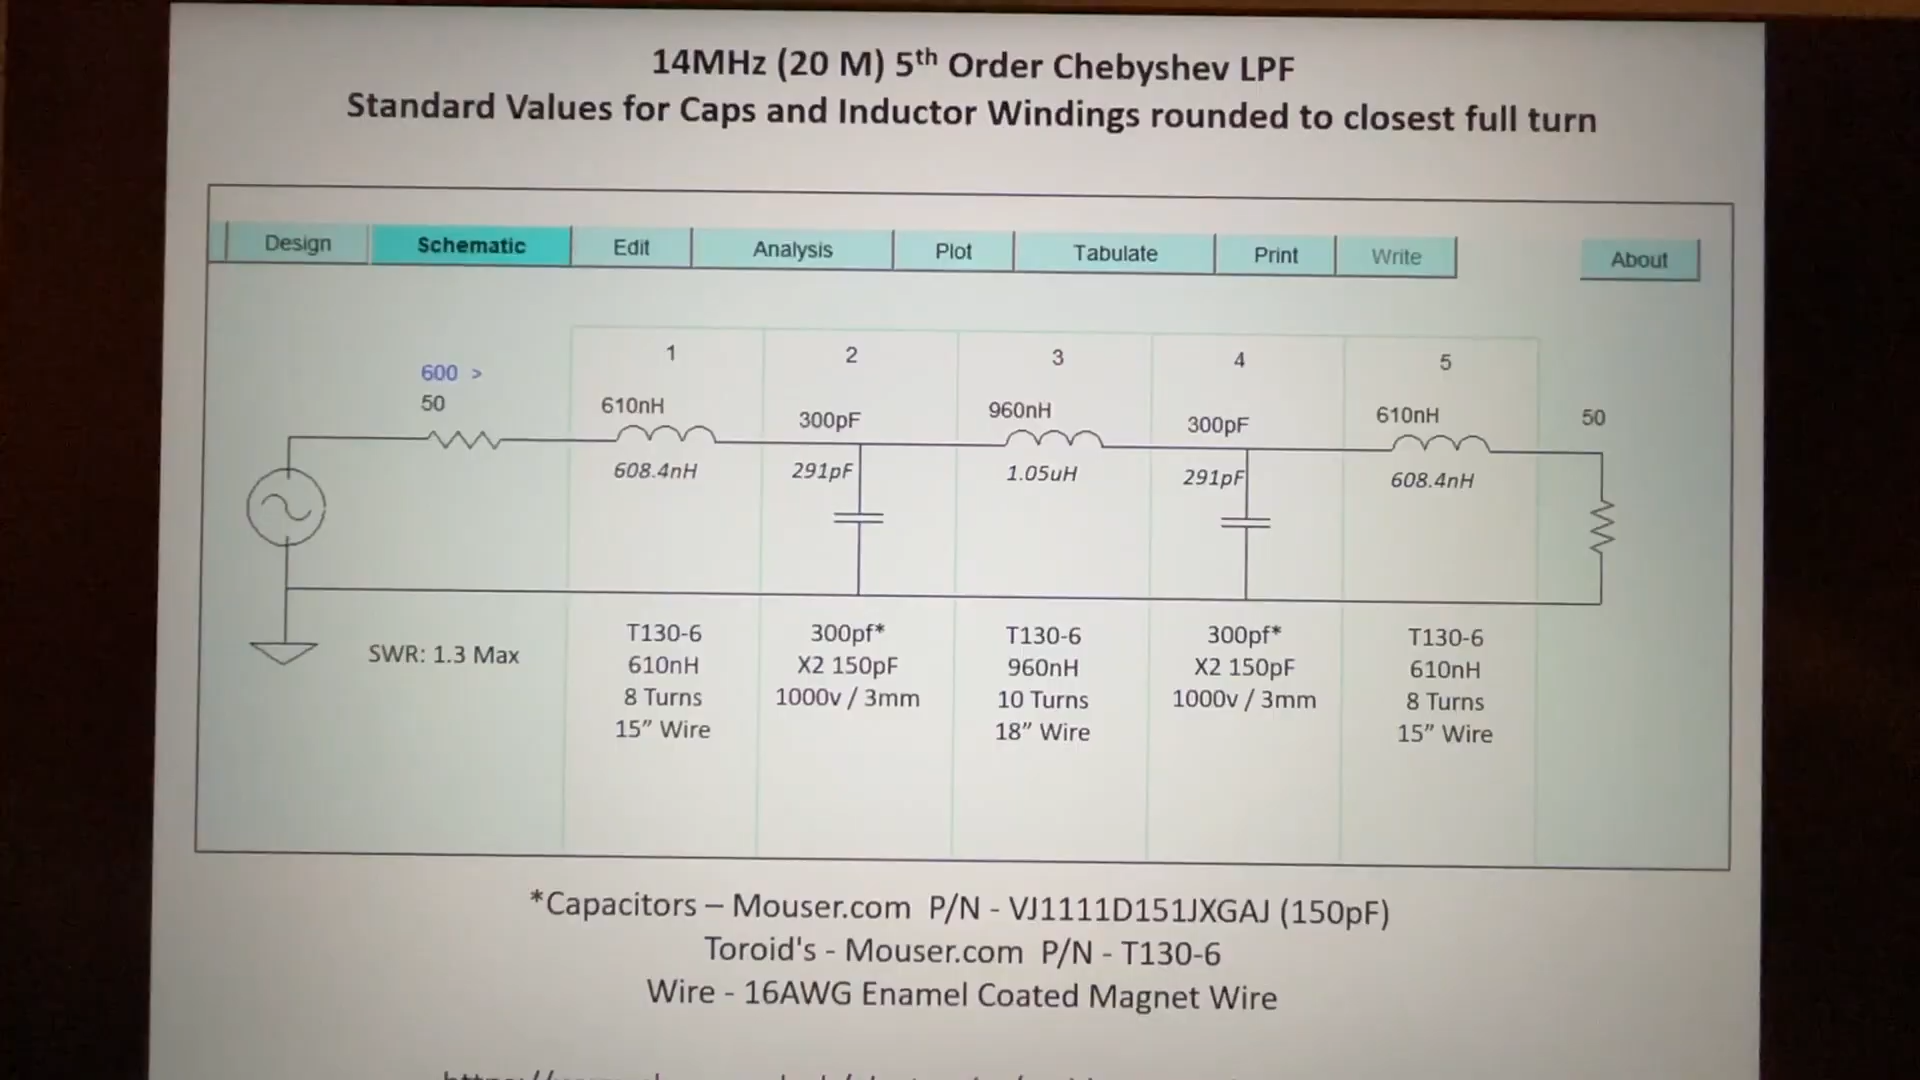 14MHz (20 M) 5th Order Chebyshev LPF
Standard Values for Caps and Inductor Windings rounded to closest full turn
Design Schematic Edit Analysis Plot Tabulate Print Write About
1 2 3 4 5
600 >
50 610nH 300pF 960nH 300pF 610nH 50
608.4nH 291pF 1.05uH 291pF 608.4nH
SWR: 1.3 Max
T130-6 300pf* T130-6 300pf* T130-6
610nH X2 150pF 960nH X2 150pF 610nH
8 Turns 1000v / 3mm 10 Turns 1000v / 3mm 8 Turns
15” Wire 18” Wire 15” Wire
*Capacitors – Mouser.com P/N - VJ1111D151JXGAJ (150pF)
Toroid's - Mouser.com P/N - T130-6
Wire - 16AWG Enamel Coated Magnet Wire